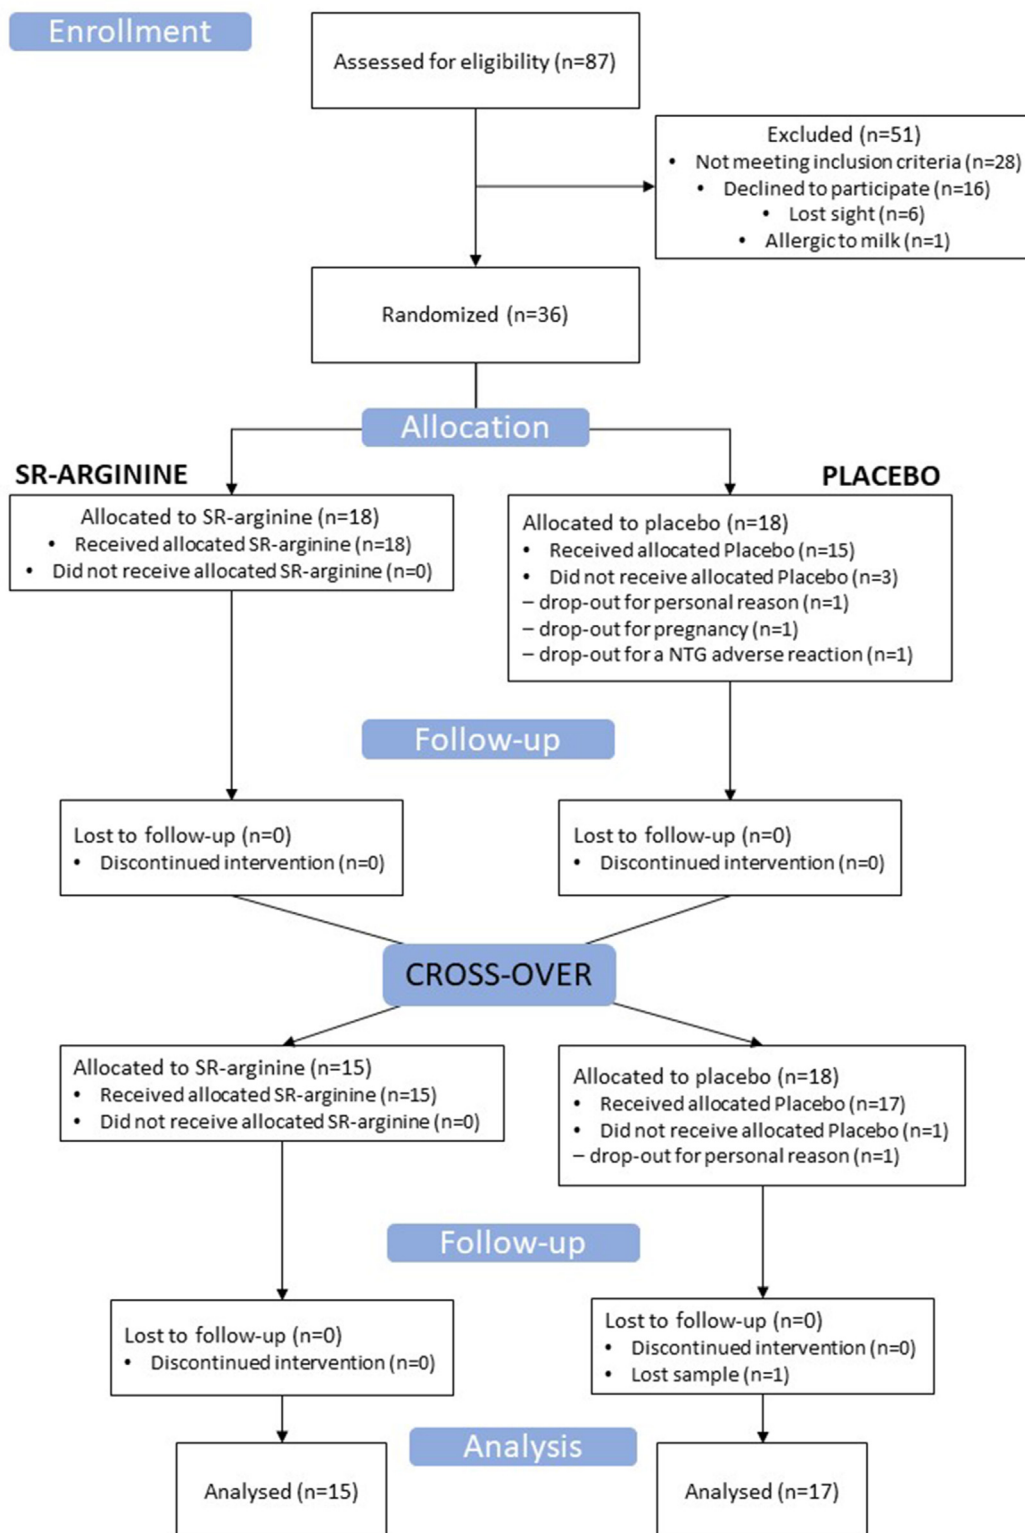 Enrollment
Assessed for eligibility (n=87)
Excluded (n=51)
• Not meeting inclusion criteria (n=28)
• Declined to participate (n=16)
• Lost sight (n=6)
• Allergic to milk (n=1)
Randomized (n=36)
Allocation
SR-ARGININE
Allocated to SR-arginine (n=18)
• Received allocated SR-arginine (n=18)
• Did not receive allocated SR-arginine (n=0)
PLACEBO
Allocated to placebo (n=18)
• Received allocated Placebo (n=15)
• Did not receive allocated Placebo (n=3)
– drop-out for personal reason (n=1)
– drop-out for pregnancy (n=1)
– drop-out for a NTG adverse reaction (n=1)
Follow-up
Lost to follow-up (n=0)
• Discontinued intervention (n=0)
Lost to follow-up (n=0)
• Discontinued intervention (n=0)
CROSS-OVER
Allocated to SR-arginine (n=15)
• Received allocated SR-arginine (n=15)
• Did not receive allocated SR-arginine (n=0)
Allocated to placebo (n=18)
• Received allocated Placebo (n=17)
• Did not receive allocated Placebo (n=1)
– drop-out for personal reason (n=1)
Follow-up
Lost to follow-up (n=0)
• Discontinued intervention (n=0)
Lost to follow-up (n=0)
• Discontinued intervention (n=0)
• Lost sample (n=1)
Analysis
Analysed (n=15)
Analysed (n=17)